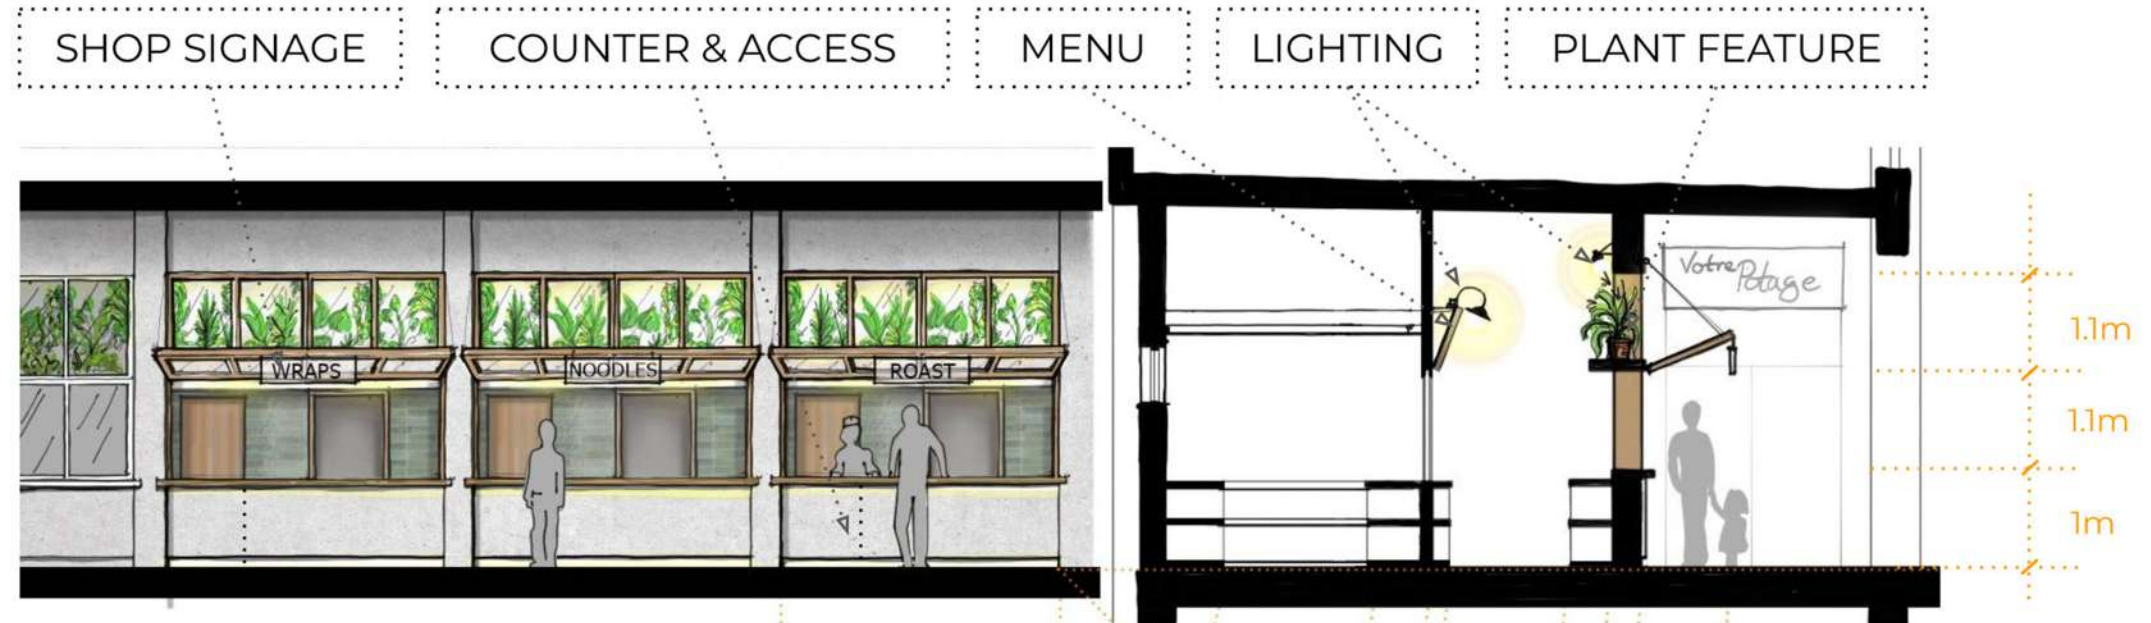 SHOP SIGNAGE
COUNTER & ACCESS
MENU
LIGHTING
PLANT FEATURE
WRAPS
NOODLES
ROAST
Votre
Potage
1.1m
1.1m
1m